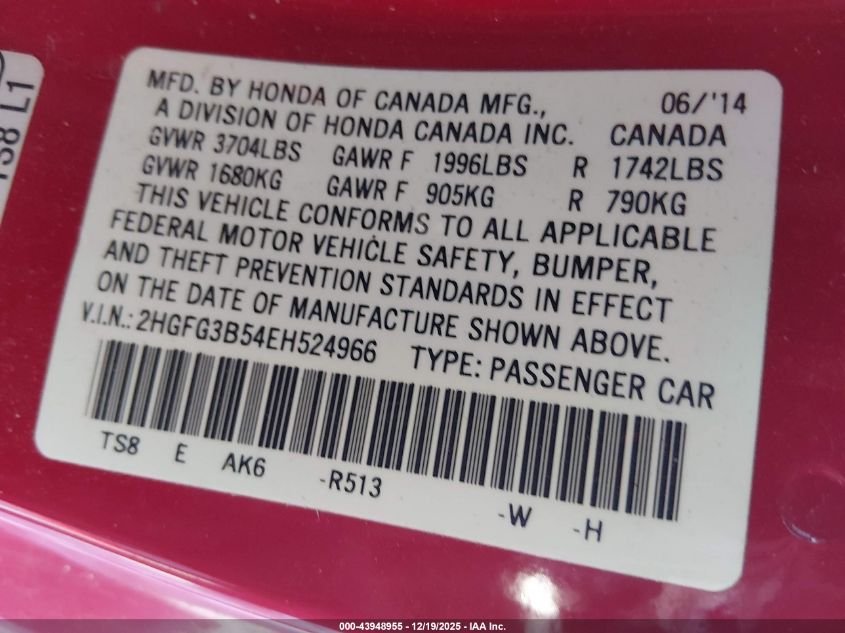 TS8 L1
MFD. BY HONDA OF CANADA MFG., 06/'14
A DIVISION OF HONDA CANADA INC. CANADA
GVWR 3704LBS GAWR F 1996LBS R 1742LBS
GVWR 1680KG GAWR F 905KG R 790KG
THIS VEHICLE CONFORMS TO ALL APPLICABLE
FEDERAL MOTOR VEHICLE SAFETY, BUMPER,
AND THEFT PREVENTION STANDARDS IN EFFECT
ON THE DATE OF MANUFACTURE SHOWN ABOVE.
V.I.N.: 2HGFG3B54EH524966 TYPE: PASSENGER CAR
TS8 E AK6 -R513 -W -H
000-43948955 - 12/19/2025 - IAA Inc.